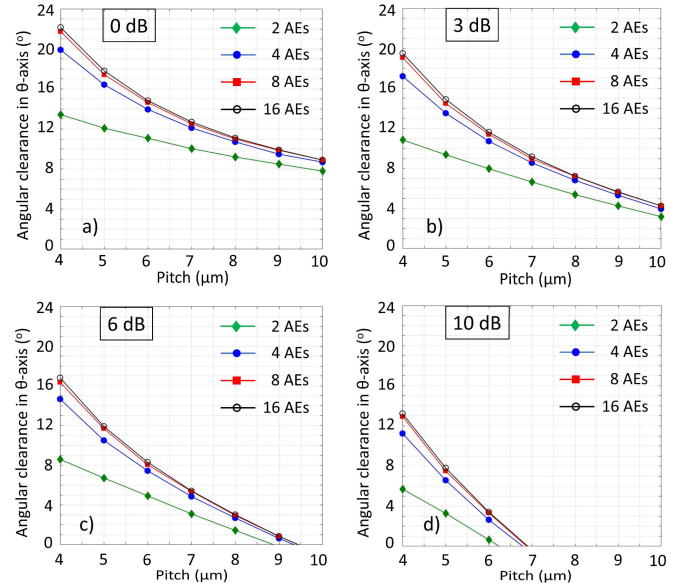 0 dB
2 AEs
4 AEs
8 AEs
16 AEs
Angular clearance in θ-axis (°)
24
20
16
12
8
4
0
a)
4 5 6 7 8 9 10
Pitch (μm)
3 dB
2 AEs
4 AEs
8 AEs
16 AEs
Angular clearance in θ-axis (°)
24
20
16
12
8
4
0
b)
4 5 6 7 8 9 10
Pitch (μm)
6 dB
2 AEs
4 AEs
8 AEs
16 AEs
Angular clearance in θ-axis (°)
24
20
16
12
8
4
0
c)
4 5 6 7 8 9 10
Pitch (μm)
10 dB
2 AEs
4 AEs
8 AEs
16 AEs
Angular clearance in θ-axis (°)
24
20
16
12
8
4
0
d)
4 5 6 7 8 9 10
Pitch (μm)